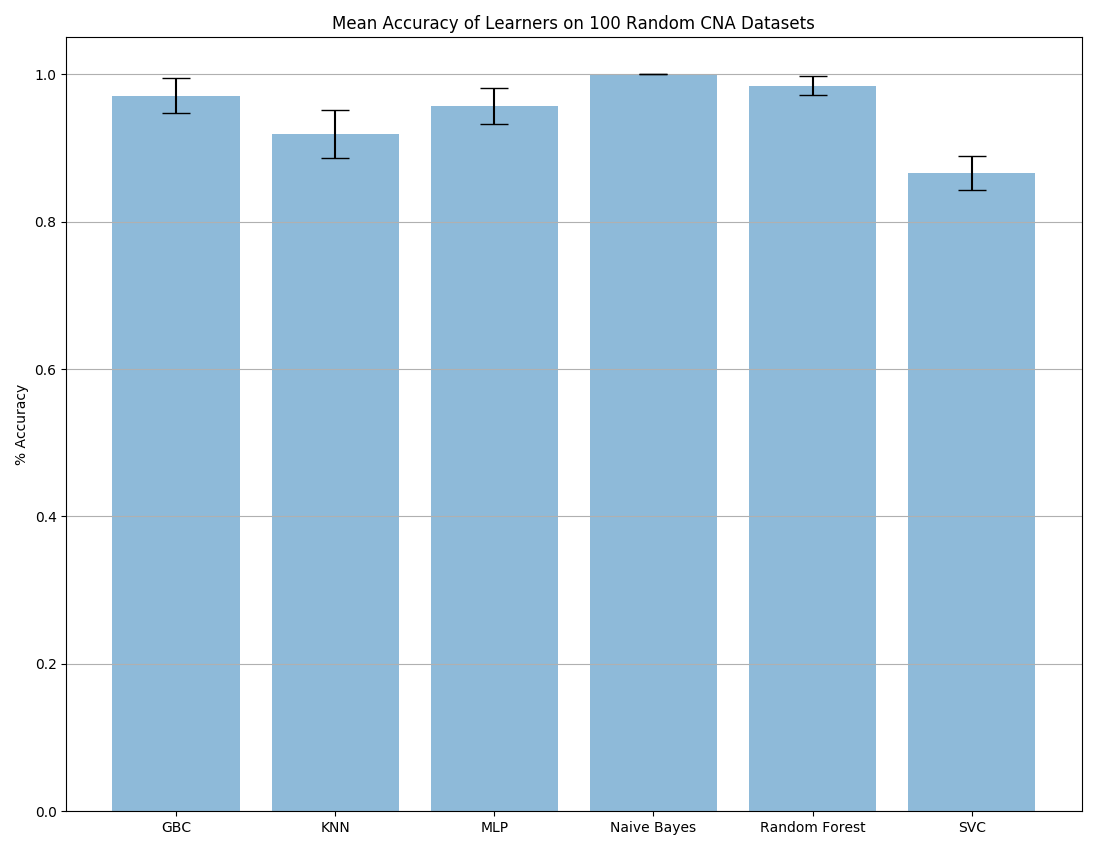 Mean Accuracy of Learners on 100 Random CNA Datasets
% Accuracy
1.0
0.8
0.6
0.4
0.2
0.0
GBC KNN MLP Naive Bayes Random Forest SVC